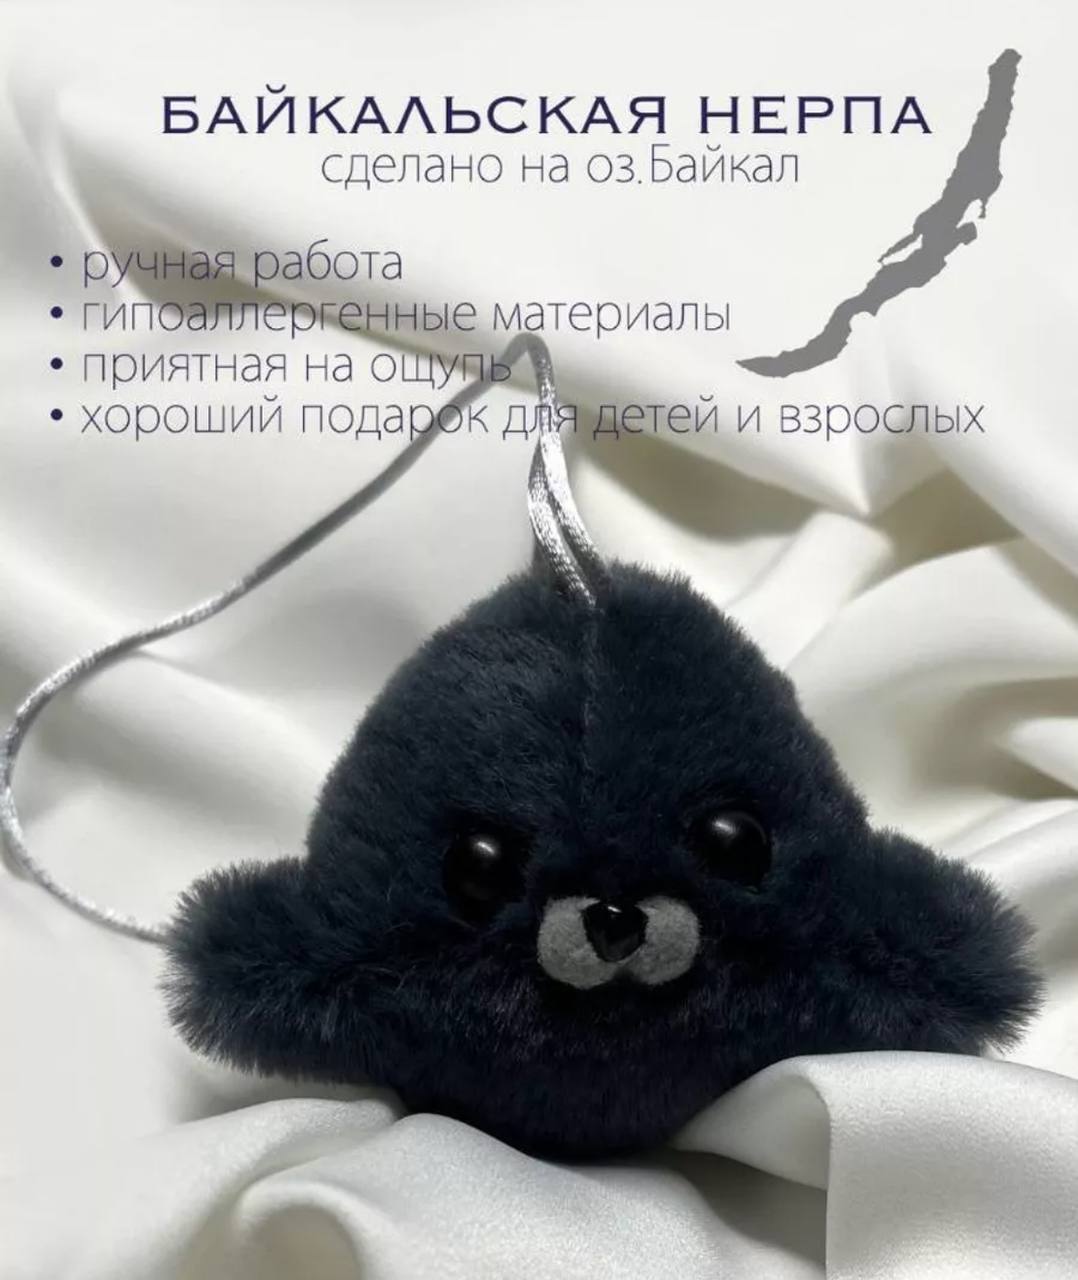 БАЙКАЛЬСКАЯ НЕРПА
сделано на оз.Байкал
• ручная работа
• гипоаллергенные материалы
• приятная на ощупь
• хороший подарок для детей и взрослых